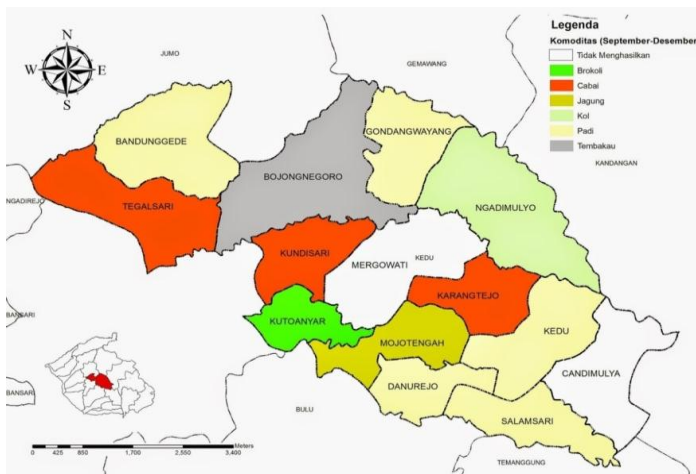 JUMO
GEMAWANG
Legenda
Komoditas (September-Desember
Tidak Menghasilkan
Brokoli
Cabai
Jagung
Kol
Padi
Tembakau
N
W
E
S
BANDUNGGEDE
GONDANGWAYANG
BOJONGNEGORO
KANDANGAN
NGADIREJO
TEGALSARI
NGADIMULYO
KUNDISARI
MERGOWATI
KEDU
KARANGTEJO
BANSARI
KUTOANYAR
MOJOTENGAH
KEDU
CANDIMULYA
DANUREJO
BANSARI
BULU
SALAMSARI
TEMANGGUNG
Meters
0 425 850 1,700 2,550 3,400